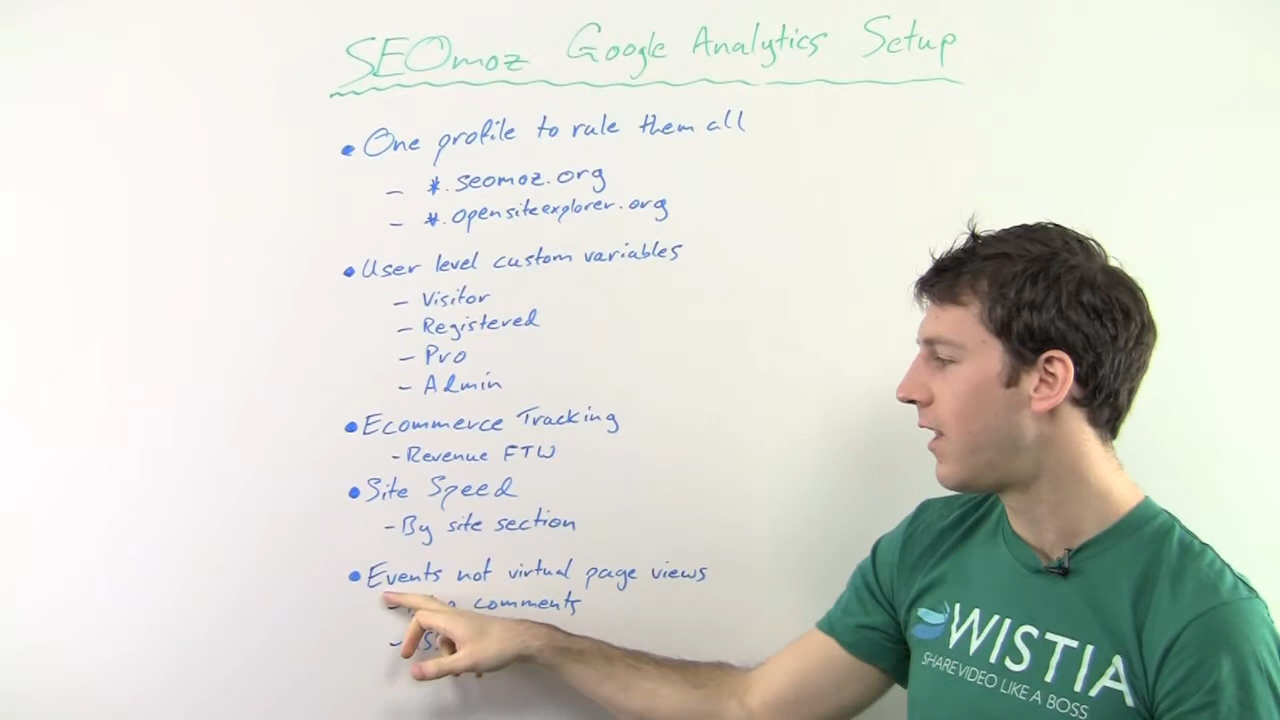 SEOmoz Google Analytics Setup
• One profile to rule them all
- *.seomoz.org
- *.opensiteexplorer.org
• User level custom variables
- Visitor
- Registered
- Pro
- Admin
• Ecommerce Tracking
- Revenue FTW
• Site Speed
- By site section
• Events not virtual page views
- comments
WISTIA
SHARE VIDEO LIKE A BOSS